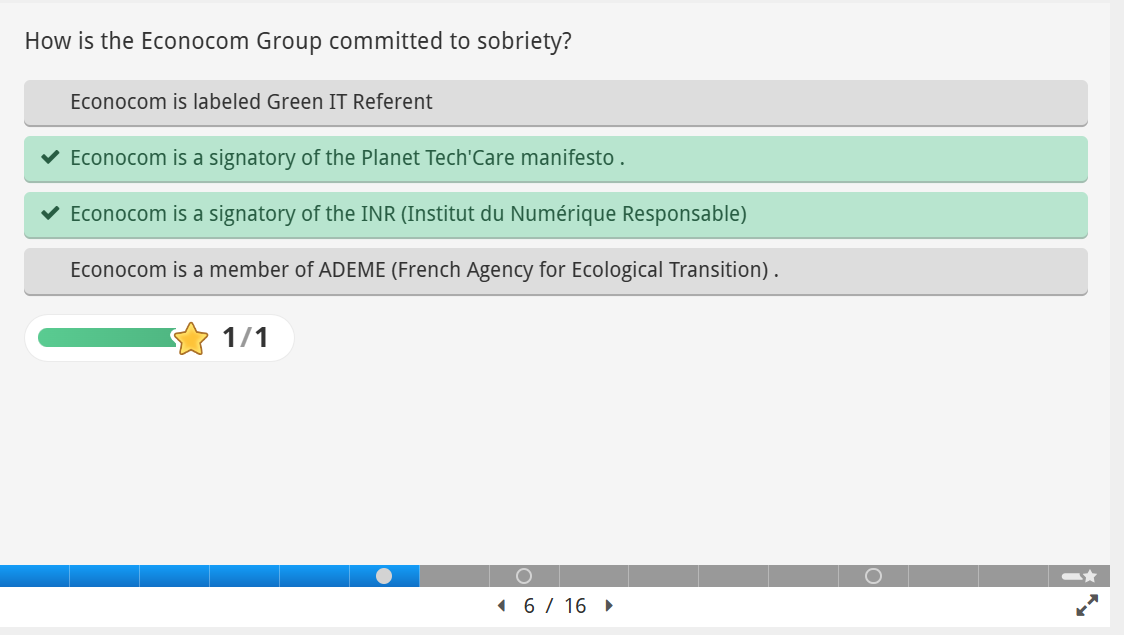 How is the Econocom Group committed to sobriety?
Econocom is labeled Green IT Referent
Econocom is a signatory of the Planet Tech'Care manifesto .
Econocom is a signatory of the INR (Institut du Numérique Responsable)
Econocom is a member of ADEME (French Agency for Ecological Transition) .
1/1
6 / 16